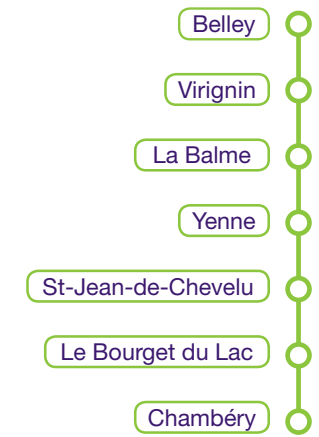 Belley
Virignin
La Balme
Yenne
St-Jean-de-Chevelu
Le Bourget du Lac
Chambéry